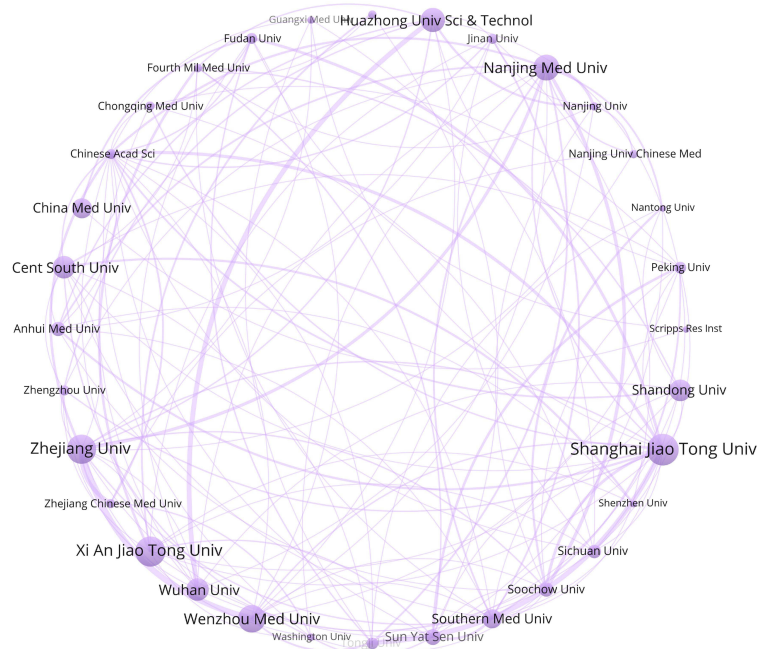 Guangxi Med Un
Huazhong Univ Sci & Technol
Fudan Univ
Jinan Univ
Fourth Mil Med Univ
Nanjing Med Univ
Chongqing Med Univ
Nanjing Univ
Chinese Acad Sci
Nanjing Univ Chinese Med
China Med Univ
Nantong Univ
Cent South Univ
Peking Univ
Anhui Med Univ
Scripps Res Inst
Zhengzhou Univ
Shandong Univ
Zhejiang Univ
Shanghai Jiao Tong Univ
Zhejiang Chinese Med Univ
Shenzhen Univ
Xi An Jiao Tong Univ
Sichuan Univ
Wuhan Univ
Soochow Univ
Wenzhou Med Univ
Southern Med Univ
Washington Univ
Sun Yat Sen Univ
Tongji Univ